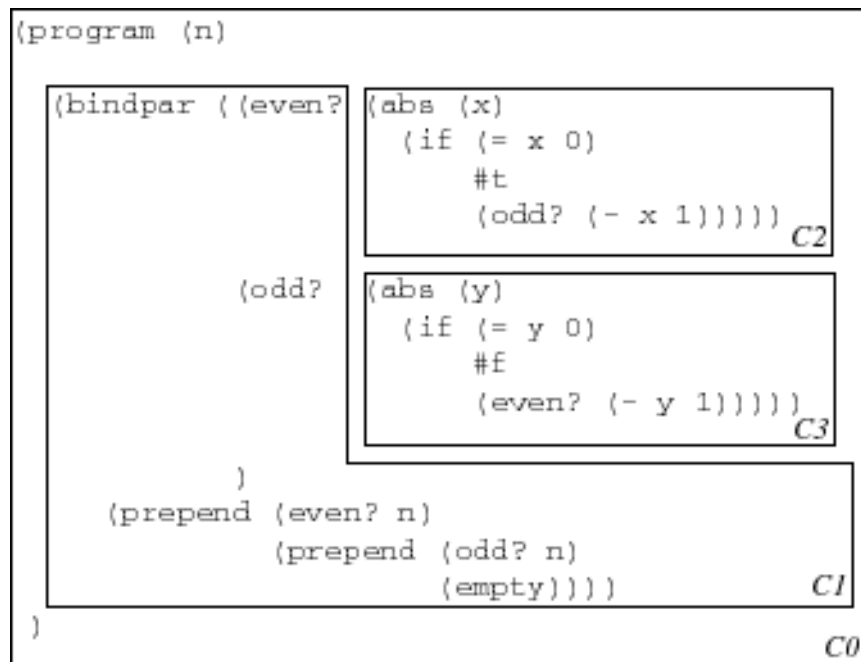 (program (n)
(bindpar ((even? (abs (x)
(if (= x 0)
#t
(odd? (- x 1)))))
C2
(odd? (abs (y)
(if (= y 0)
#f
(even? (- y 1)))))
C3
)
(prepend (even? n)
(prepend (odd? n)
(empty))))
C1
)
C0